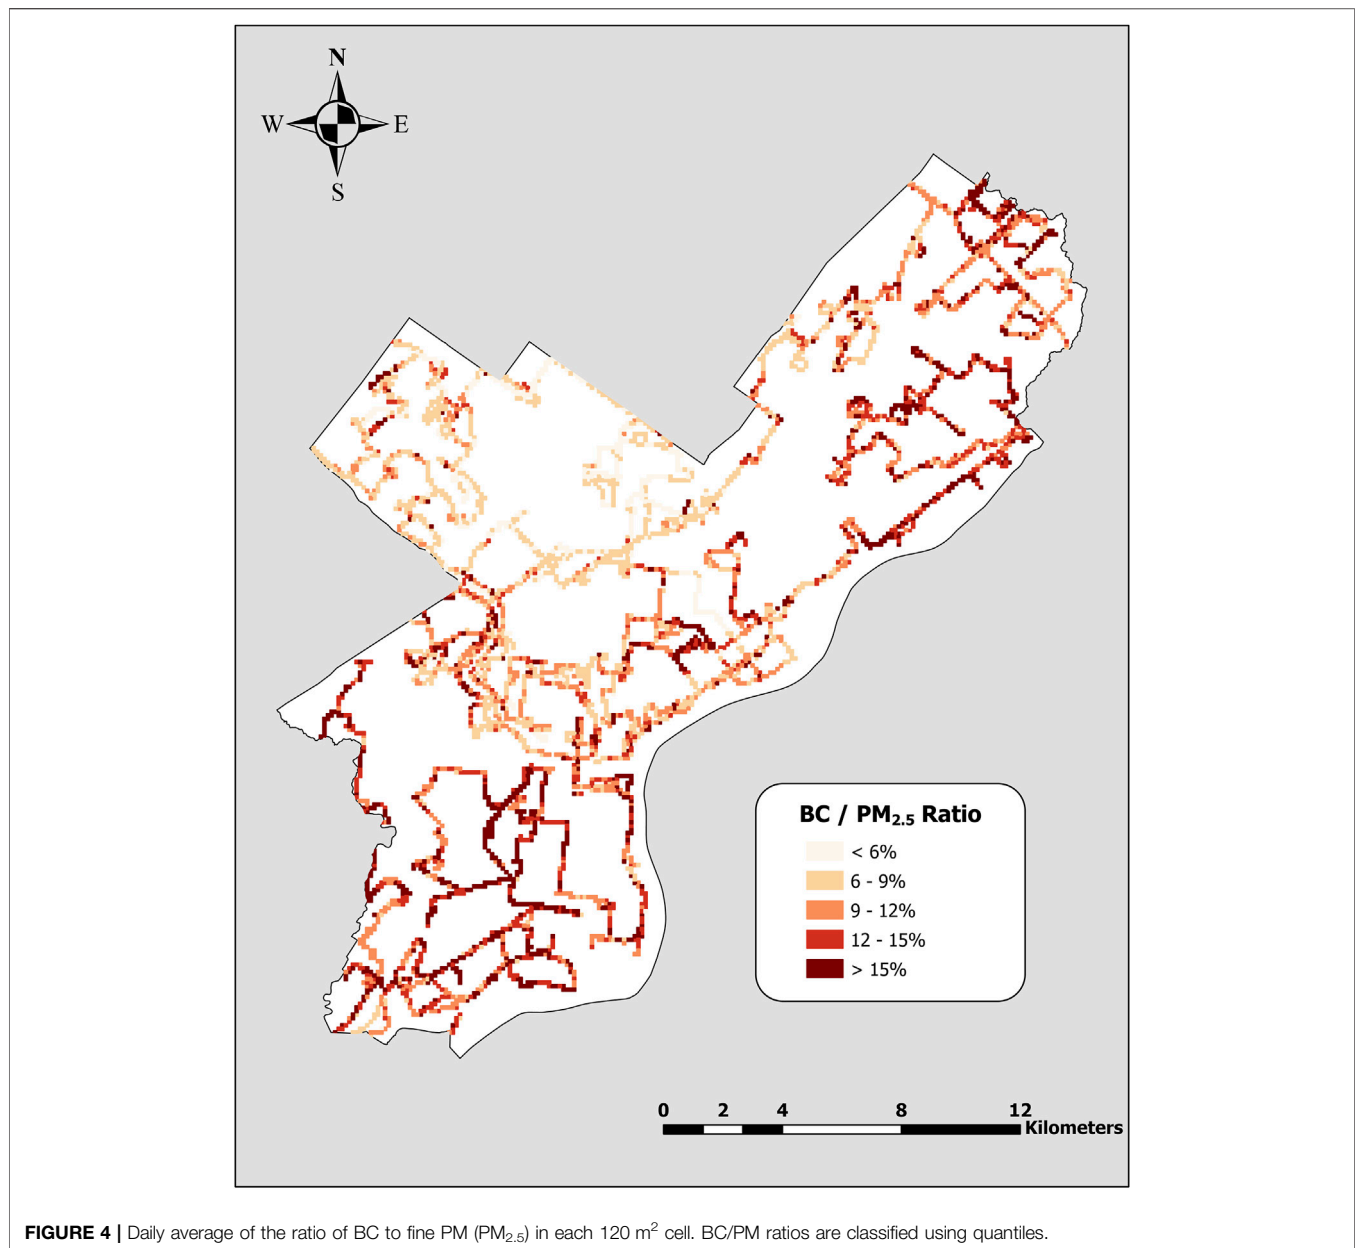 N
W E
S
BC / PM2.5 Ratio
< 6%
6 - 9%
9 - 12%
12 - 15%
> 15%
0 2 4 8 12
Kilometers
FIGURE 4 | Daily average of the ratio of BC to fine PM (PM2.5) in each 120 m² cell. BC/PM ratios are classified using quantiles.